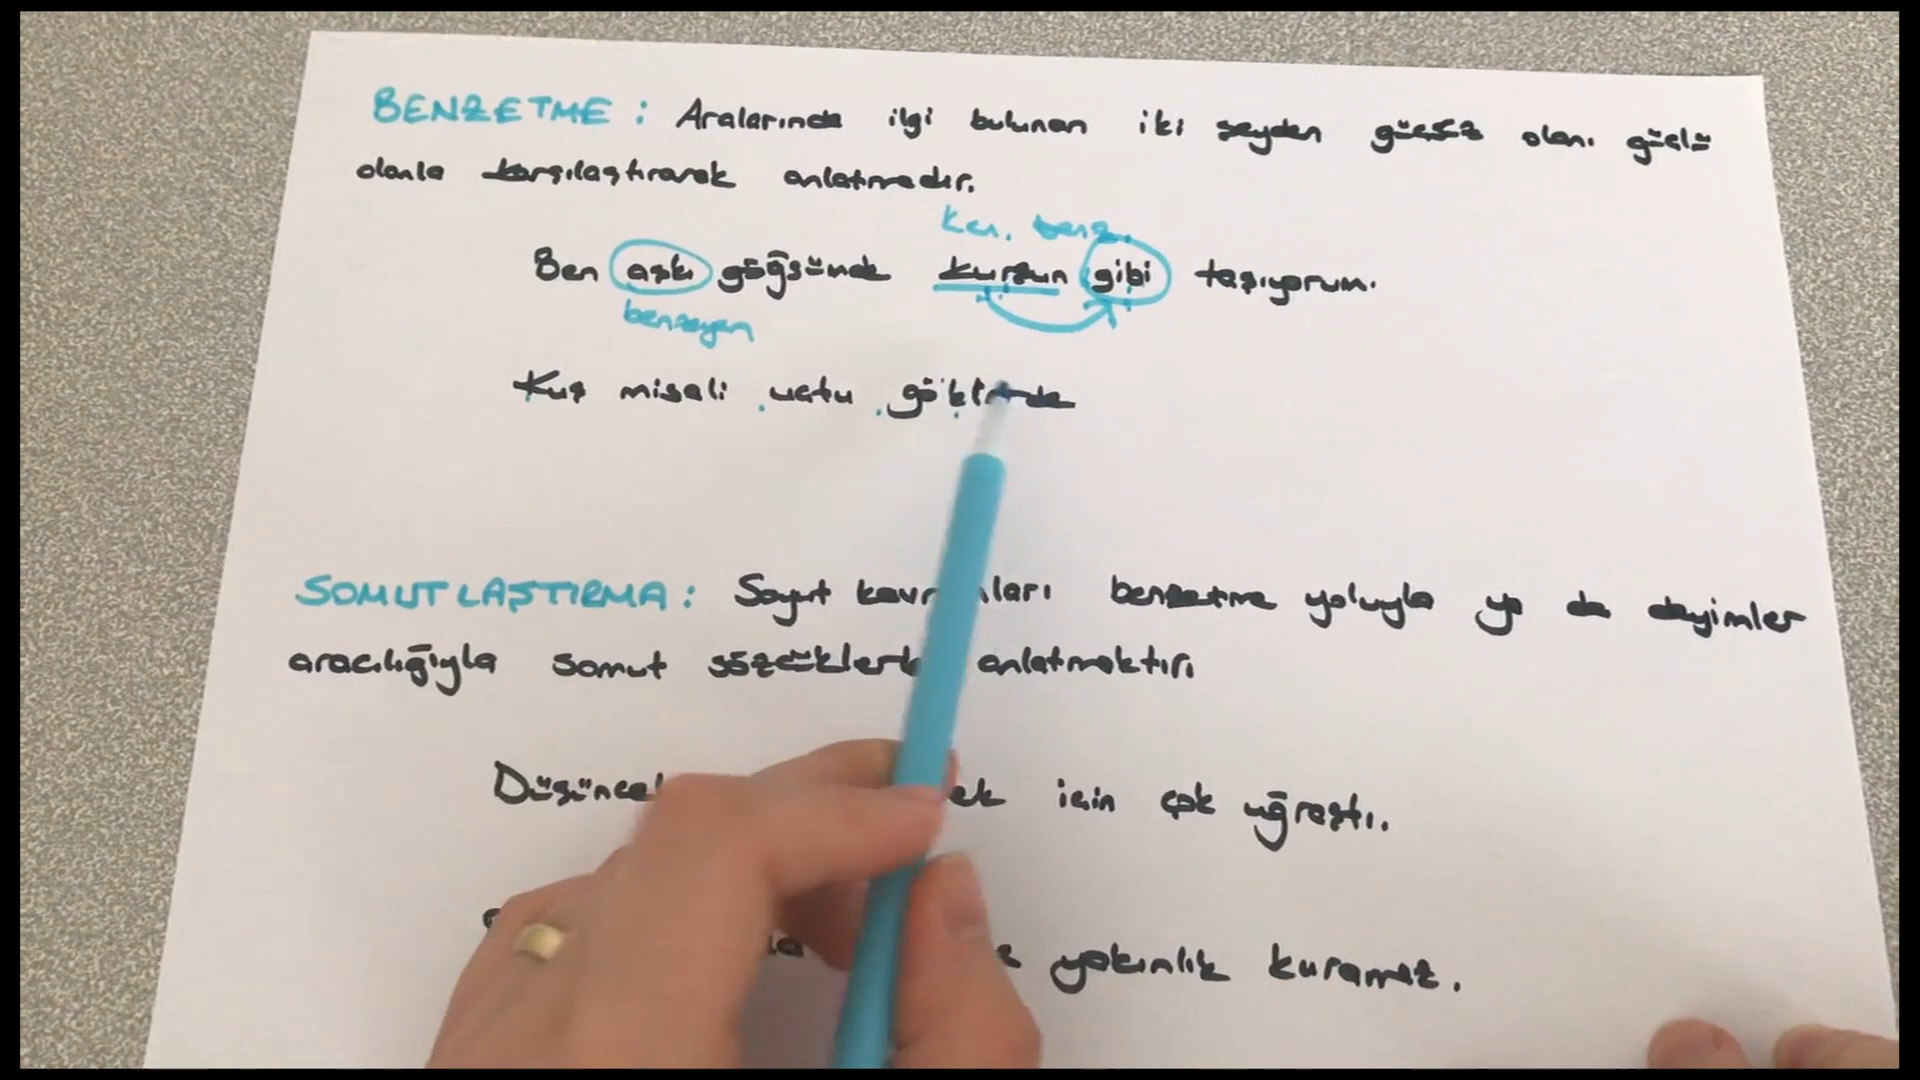 BENZETME : Aralarında ilgi bulunan iki şeyden güçsüz olanı güçlü
olanla karşılaştırarak anlatmadır.
Ken. benz.
Ben aşkı göğsümde kurşun gibi taşıyorum.
benzeyen
Kuş misali uçtu göklerde
SOMUTLAŞTIRMA : Soyut kavramları benzetme yoluyla ya da deyimler
aracılığıyla somut sözcüklerle anlatmaktır.
için çok uğraştı.
yakınlık kuramaz.